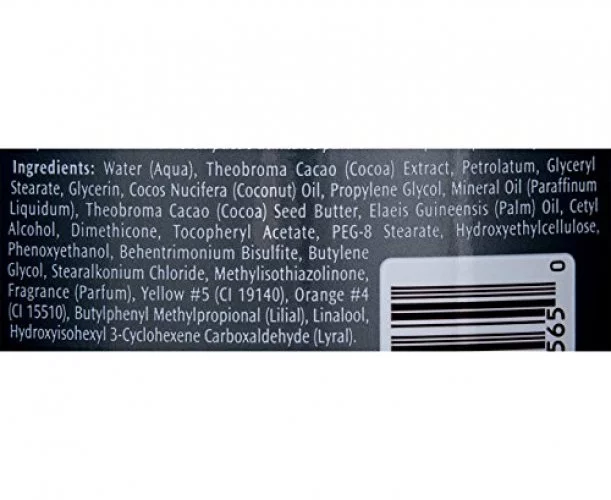 Ingredients: Water (Aqua), Theobroma Cacao (Cocoa) Extract, Petrolatum, Glyceryl
Stearate, Glycerin, Cocos Nucifera (Coconut) Oil, Propylene Glycol, Mineral Oil (Paraffinum
Liquidum), Theobroma Cacao (Cocoa) Seed Butter, Elaeis Guineensis (Palm) Oil, Cetyl
Alcohol, Dimethicone, Tocopheryl Acetate, PEG-8 Stearate, Hydroxyethylcellulose,
Phenoxyethanol, Behentrimonium Bisulfite, Butylene
Glycol, Stearalkonium Chloride, Methylisothiazolinone,
Fragrance (Parfum), Yellow #5 (CI 19140), Orange #4
(CI 15510), Butylphenyl Methylpropional (Lilial), Linalool,
Hydroxyisohexyl 3-Cyclohexene Carboxaldehyde (Lyral).
0
565